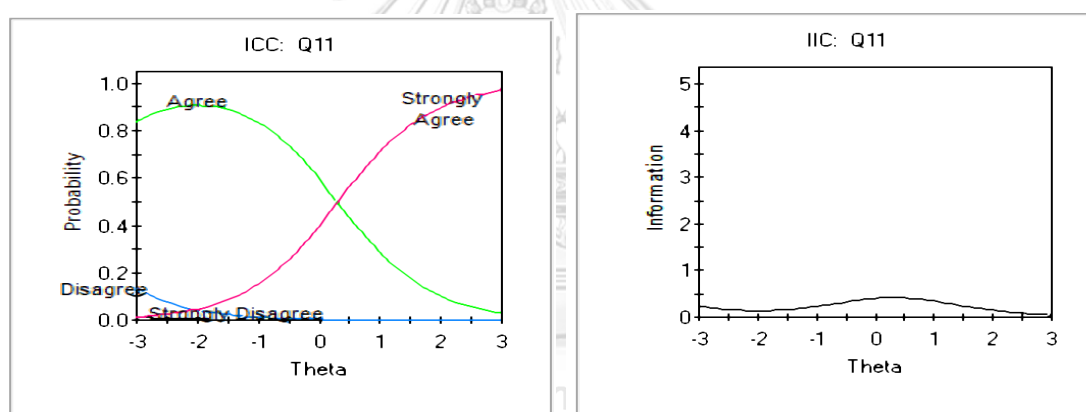 ICC: Q11
1.0
0.8
0.6
0.4
0.2
0.0
Probability
Agree
Strongly
Agree
Disagree
Strongly Disagree
-3 -2 -1 0 1 2 3
Theta
IIC: Q11
5
4
3
2
1
0
Information
-3 -2 -1 0 1 2 3
Theta